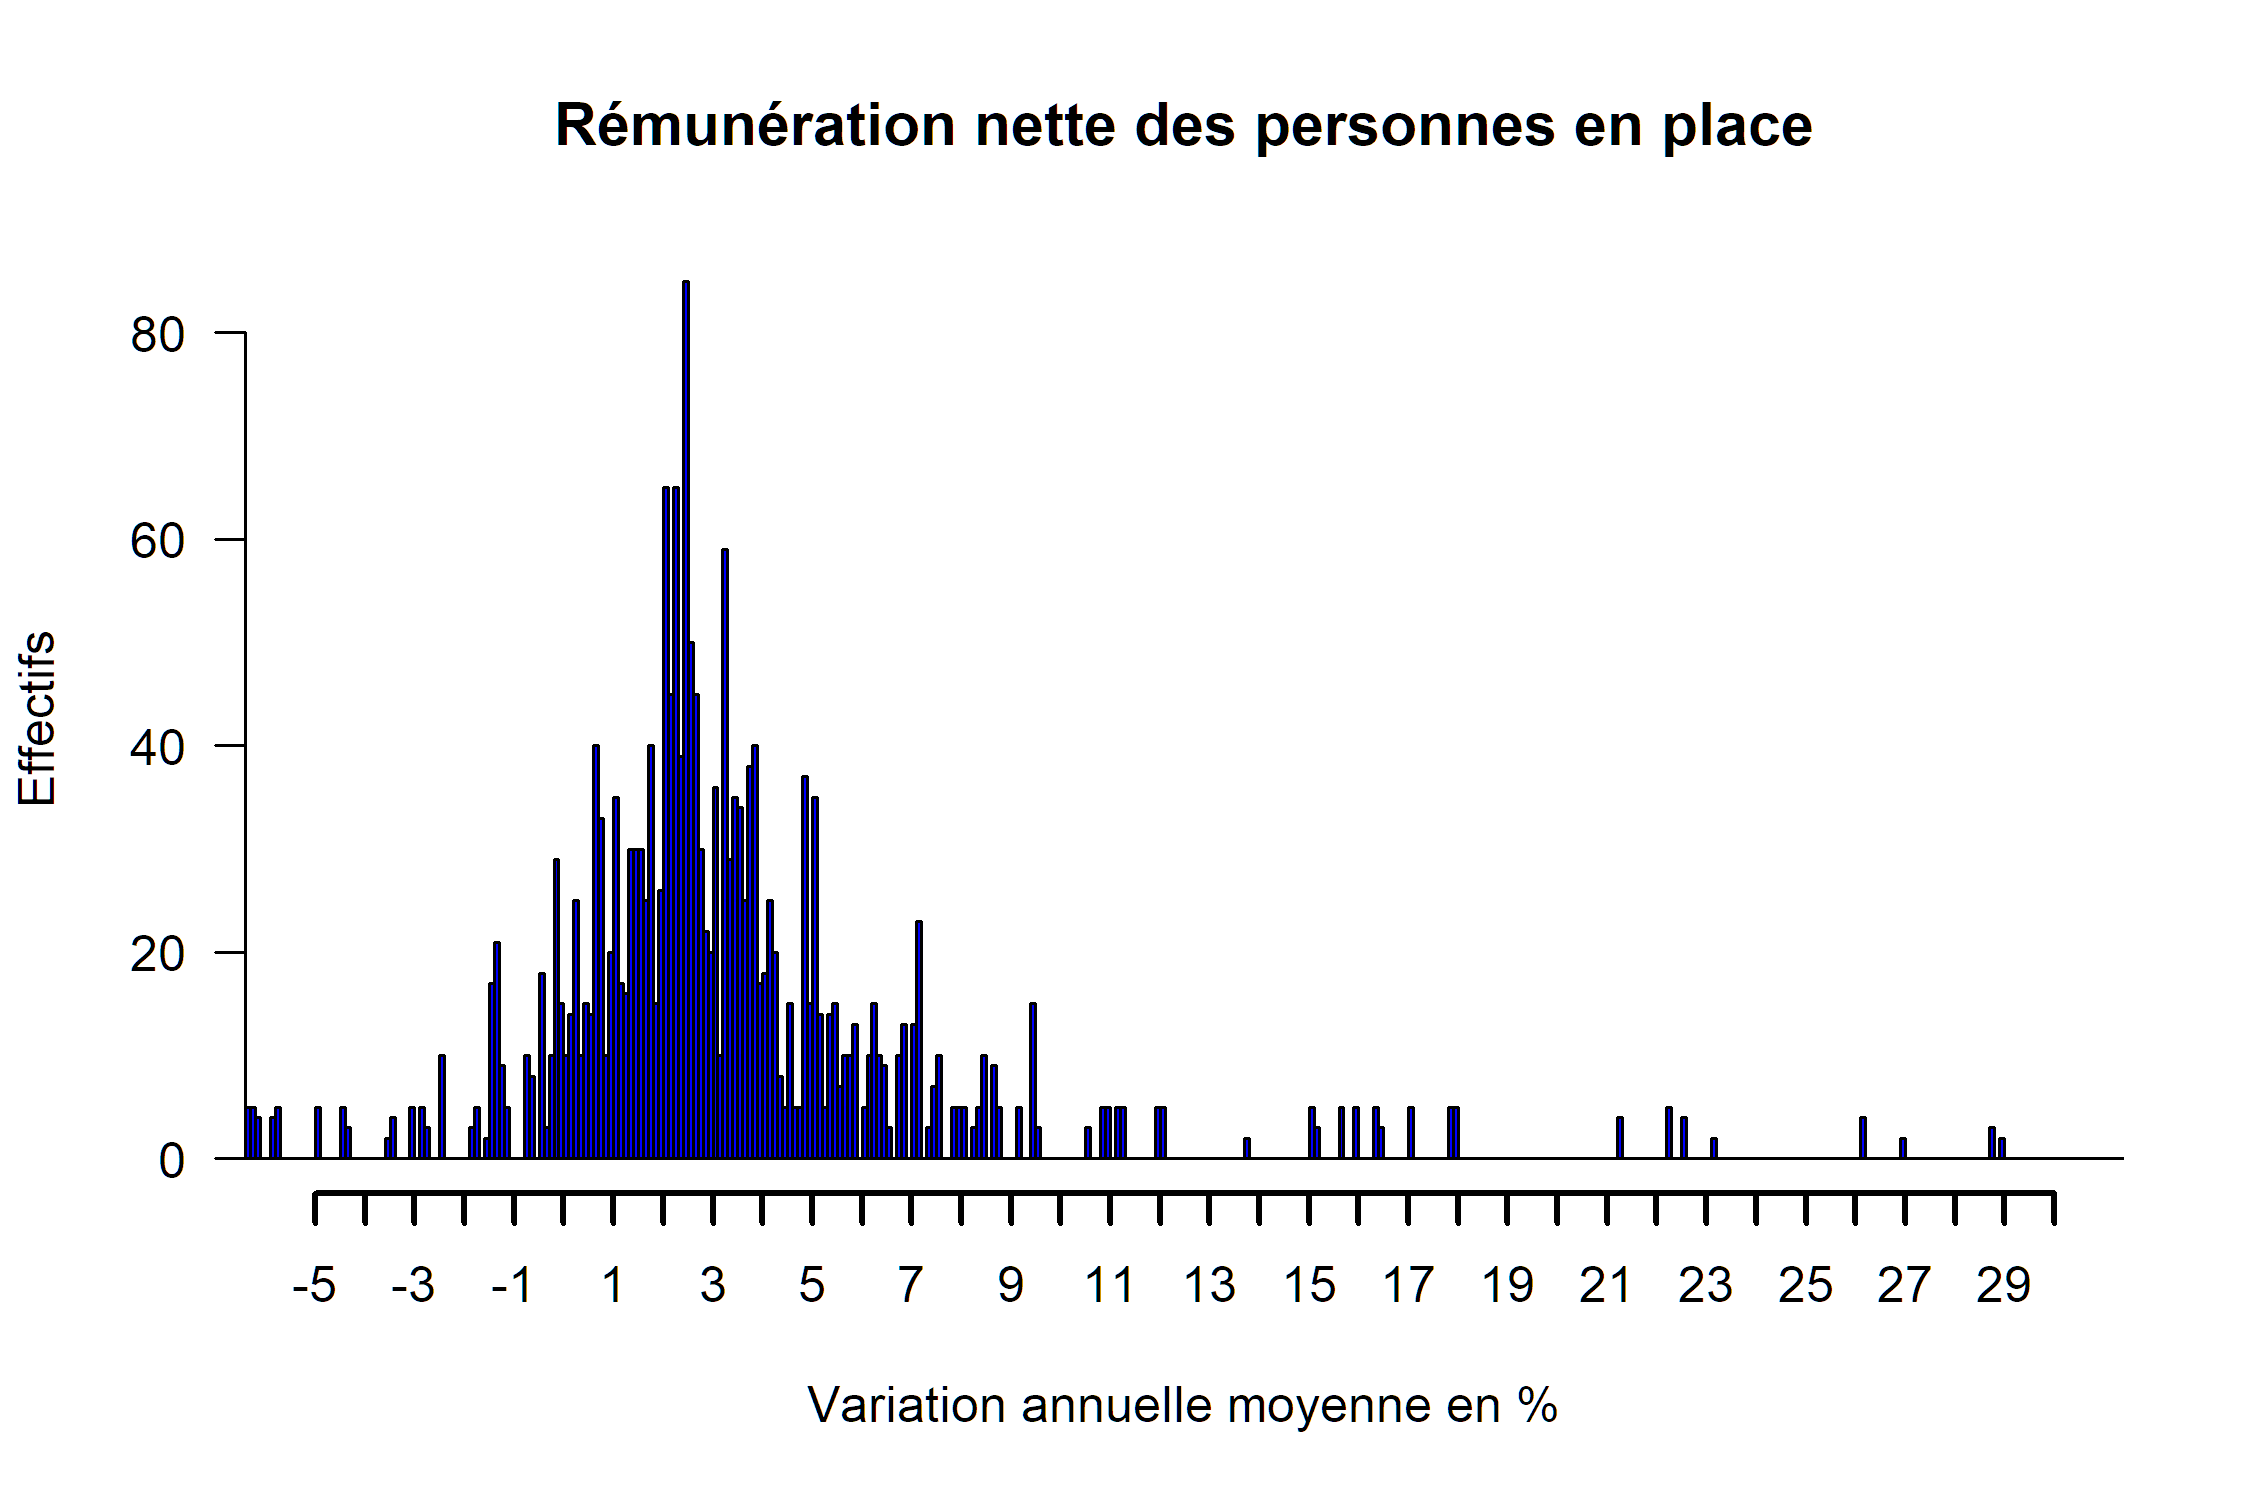 Rémunération nette des personnes en place
Effectifs
80
60
40
20
0
-5 -3 -1 1 3 5 7 9 11 13 15 17 19 21 23 25 27 29
Variation annuelle moyenne en %